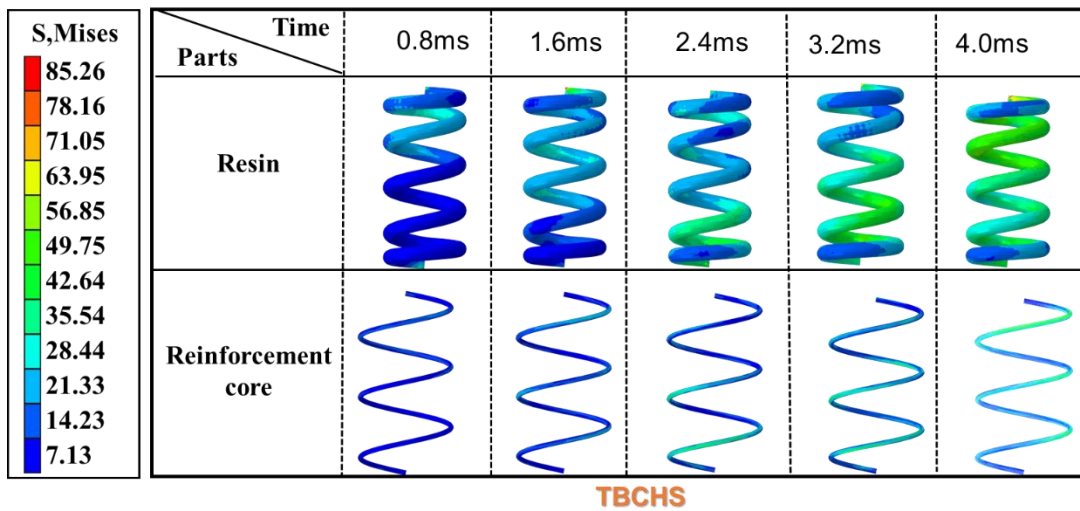 S,Mises
85.26
78.16
71.05
63.95
56.85
49.75
42.64
35.54
28.44
21.33
14.23
7.13
Time
Parts
0.8ms
1.6ms
2.4ms
3.2ms
4.0ms
Resin
Reinforcement
core
TBCHS